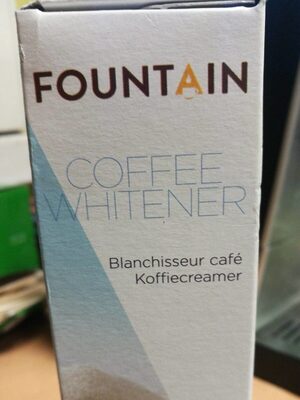 FOUNTAIN
COFFEE
WHITENER
Blanchisseur café
Koffiecreamer